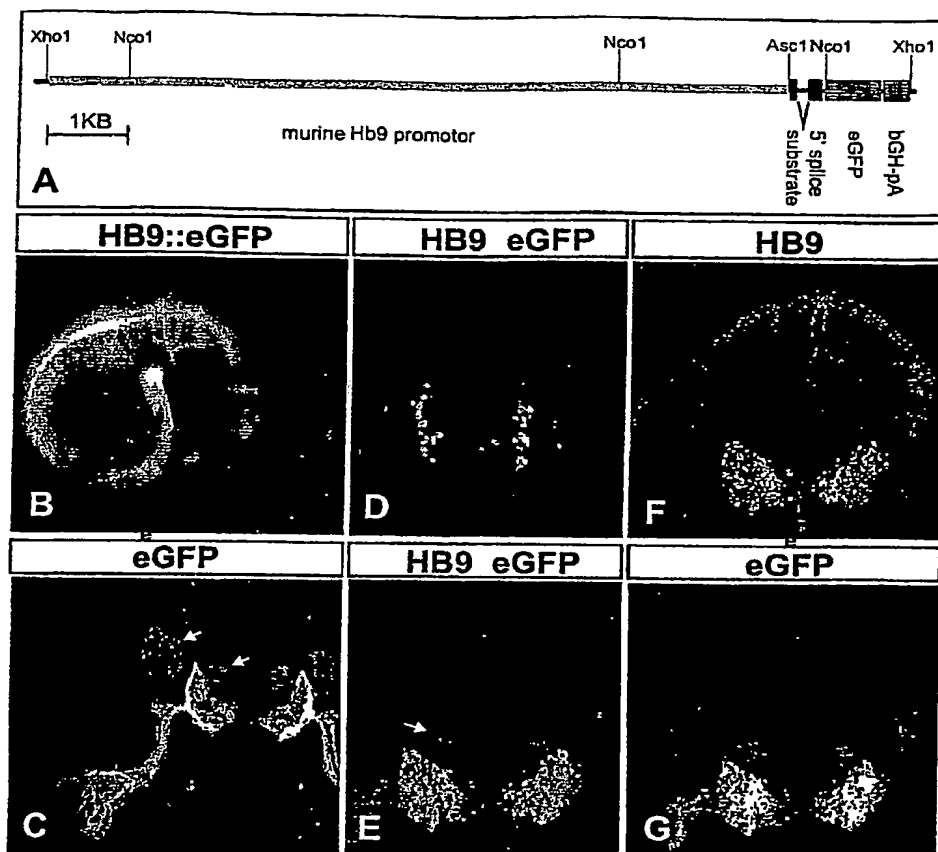 Xho1 Nco1 Nco1 Asc1 Nco1 Xho1
1KB
murine Hb9 promotor
substrate
5' splice
eGFP
bGH-pA
A
HB9::eGFP
HB9 eGFP
HB9
B
D
F
eGFP
HB9 eGFP
eGFP
C
E
G